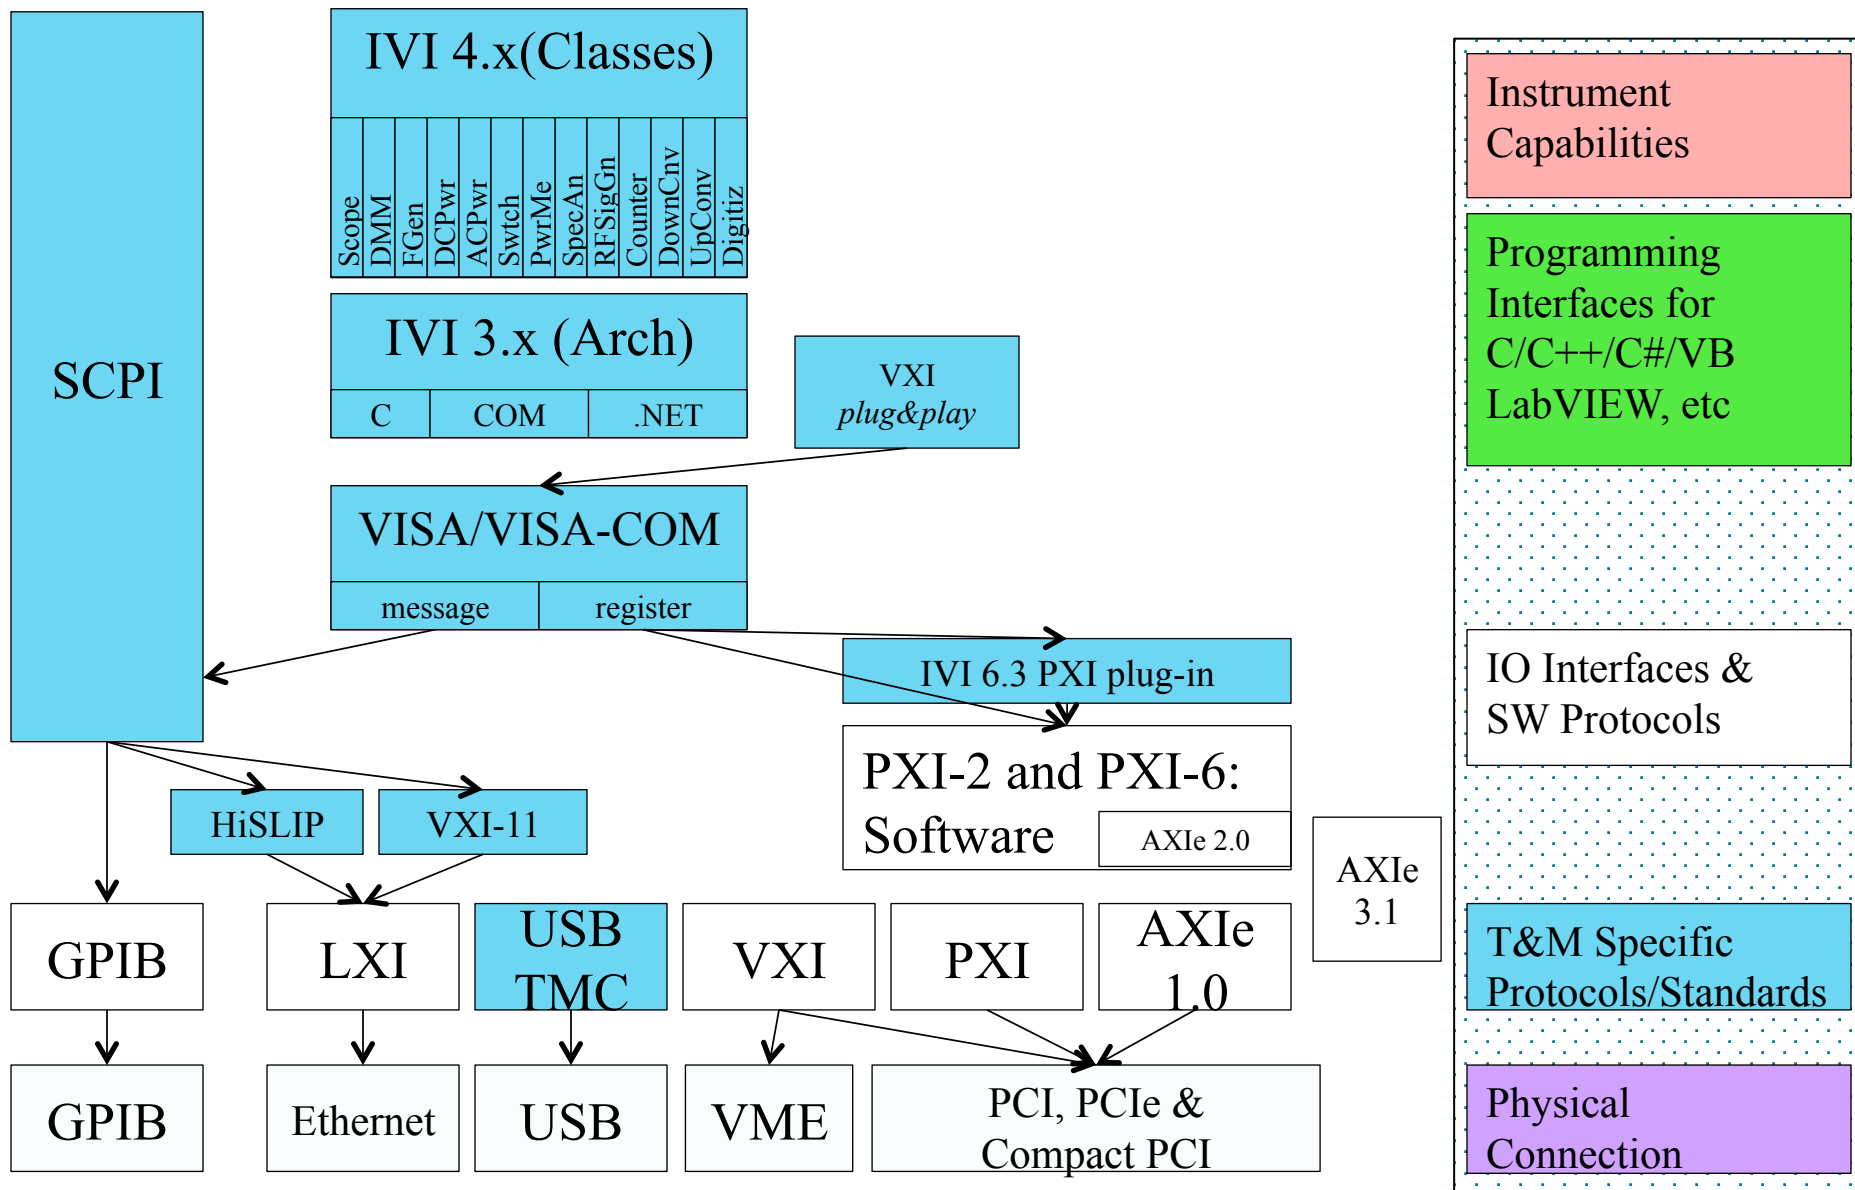 IVI 4.x(Classes)
Scope
DMM
FGen
DCPwr
ACPwr
Swtch
PwrMe
SpecAn
RFSigGn
Counter
DownCnv
UpConv
Digitiz
SCPI
IVI 3.x (Arch)
C
COM
.NET
VXI
plug&play
VISA/VISA-COM
message
register
IVI 6.3 PXI plug-in
PXI-2 and PXI-6:
Software
AXIe 2.0
HiSLIP
VXI-11
AXIe
3.1
GPIB
LXI
USB
TMC
VXI
PXI
AXIe
1.0
GPIB
Ethernet
USB
VME
PCI, PCIe &
Compact PCI
Instrument
Capabilities
Programming
Interfaces for
C/C++/C#/VB
LabVIEW, etc
IO Interfaces &
SW Protocols
T&M Specific
Protocols/Standards
Physical
Connection